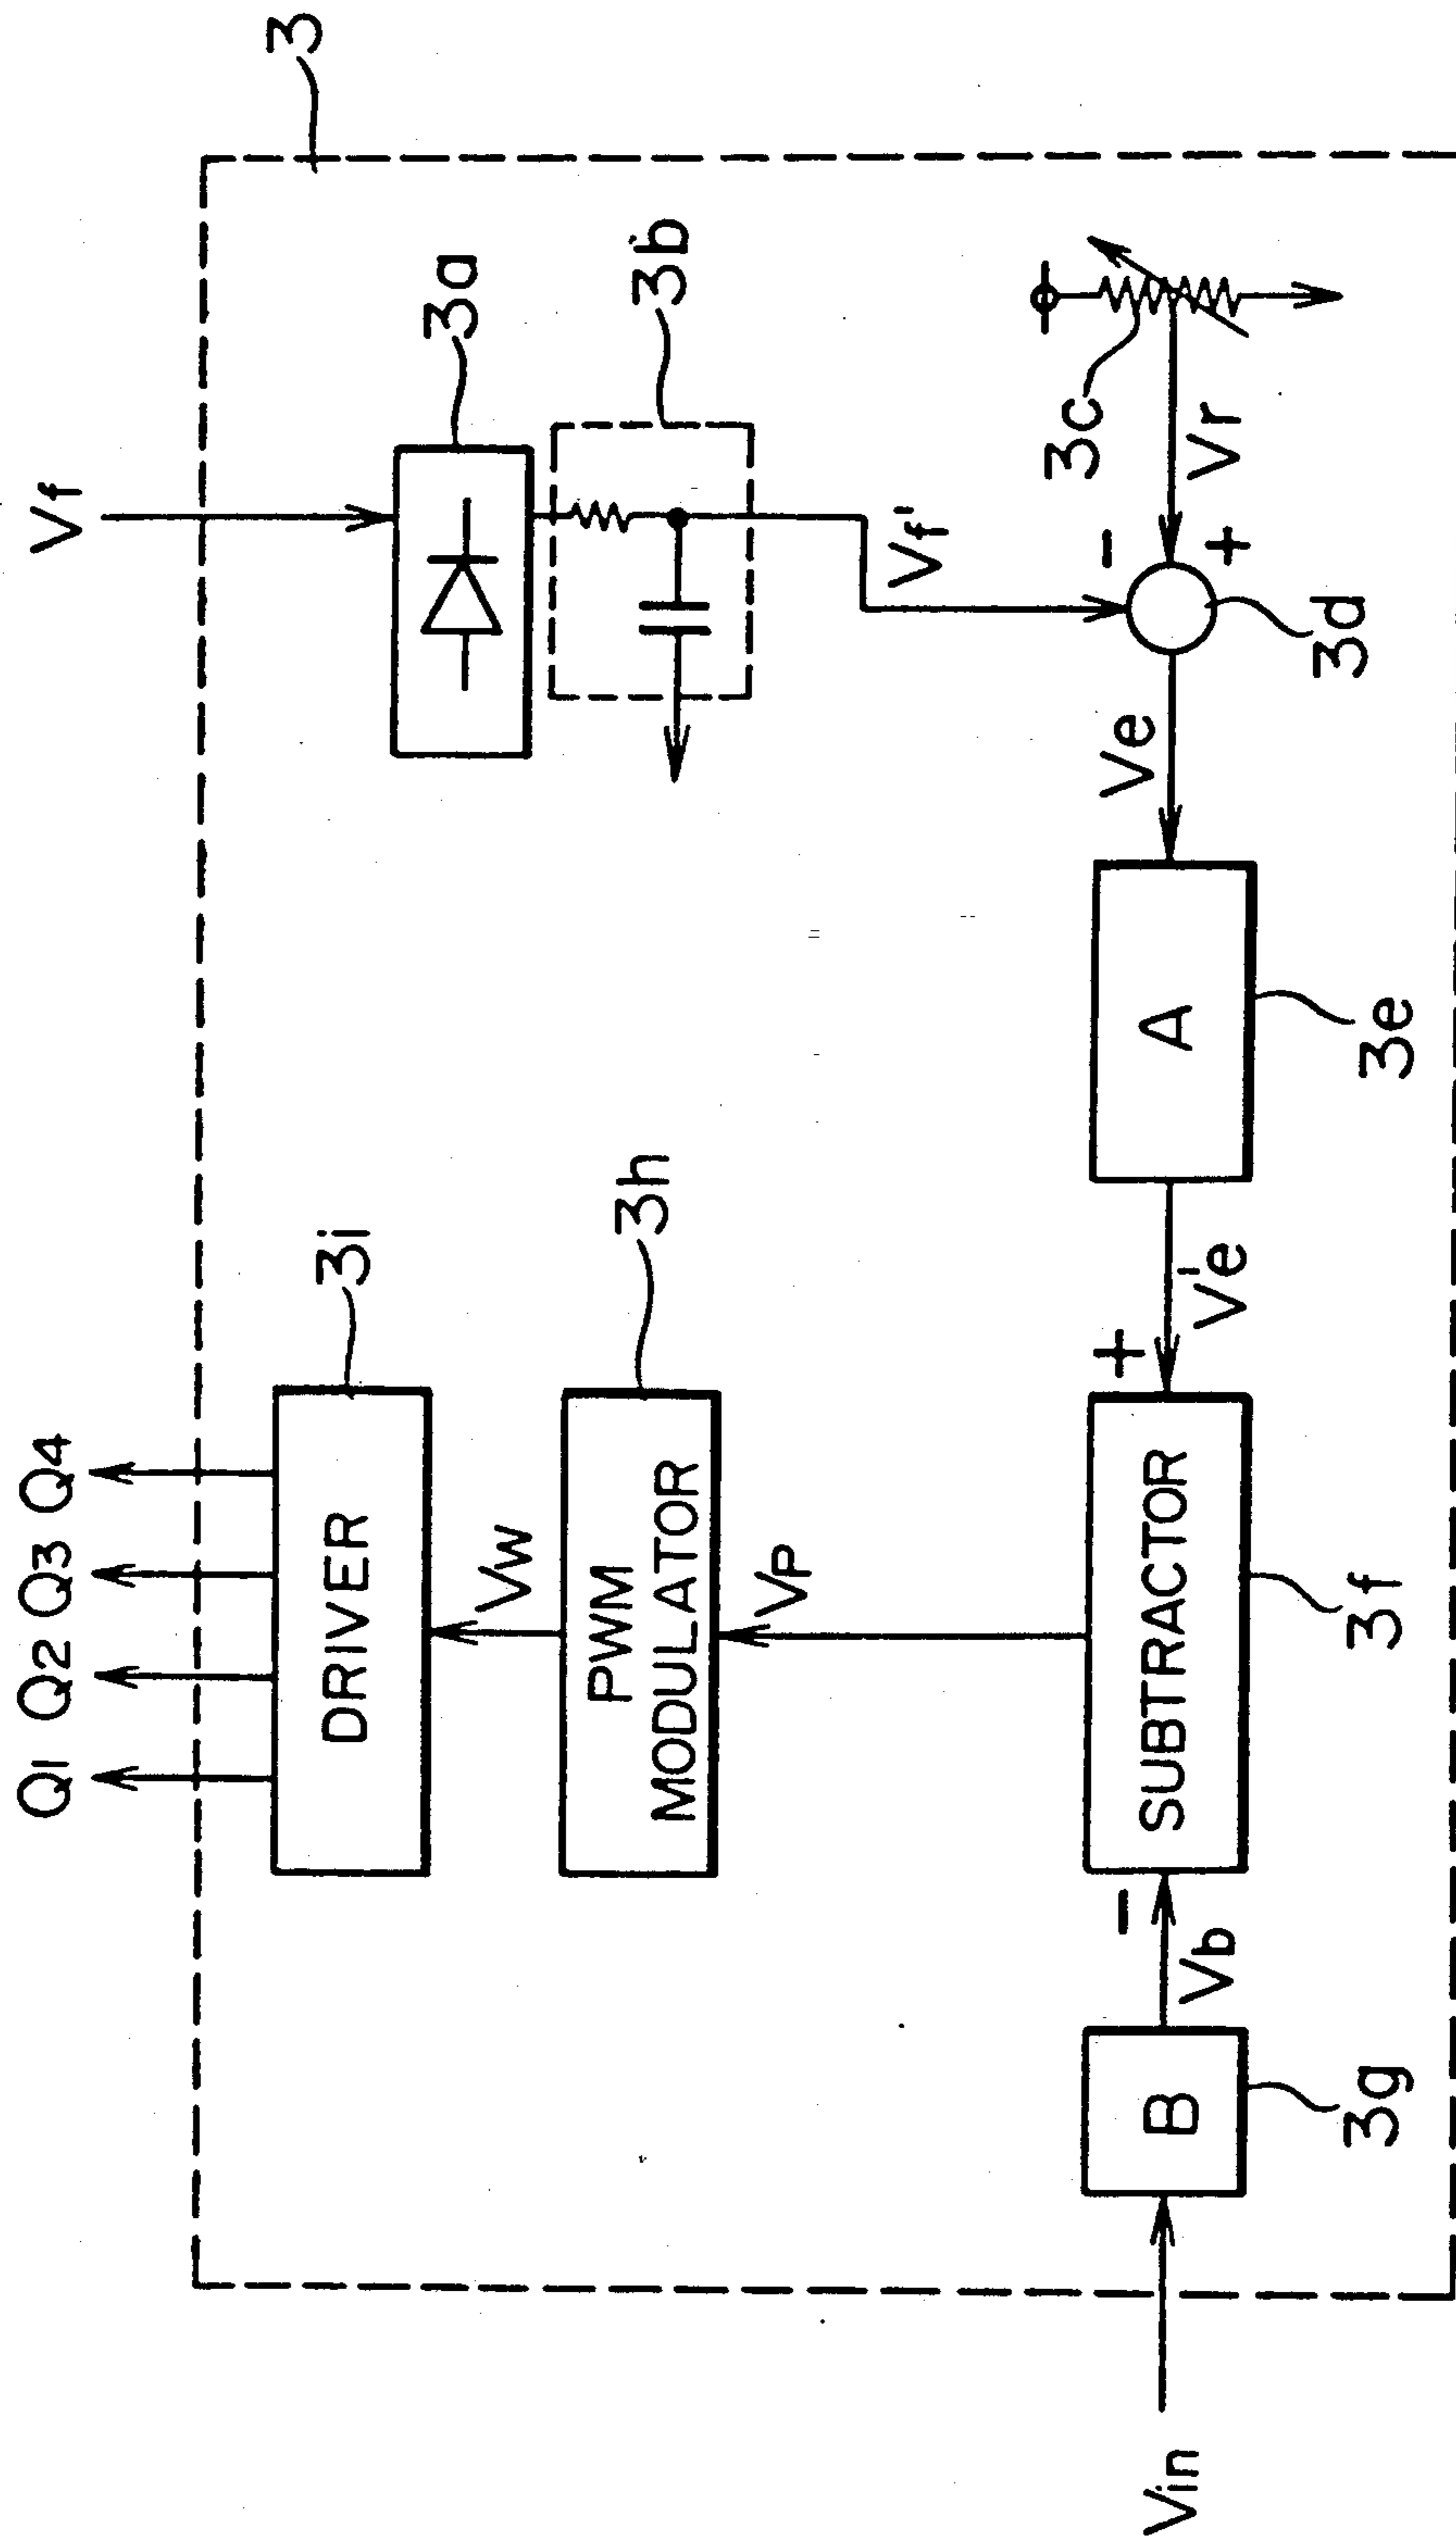 Q1 Q2 Q3 Q4
Vf
3
3i
DRIVER
3a
Vw
3h
PWM
MODULATOR
3b
VP
Vf'
3c
-
Vr
+
3d
Ve
A
3e
V'e
+
SUBTRACTOR
3f
-
Vb
B
3g
Vin